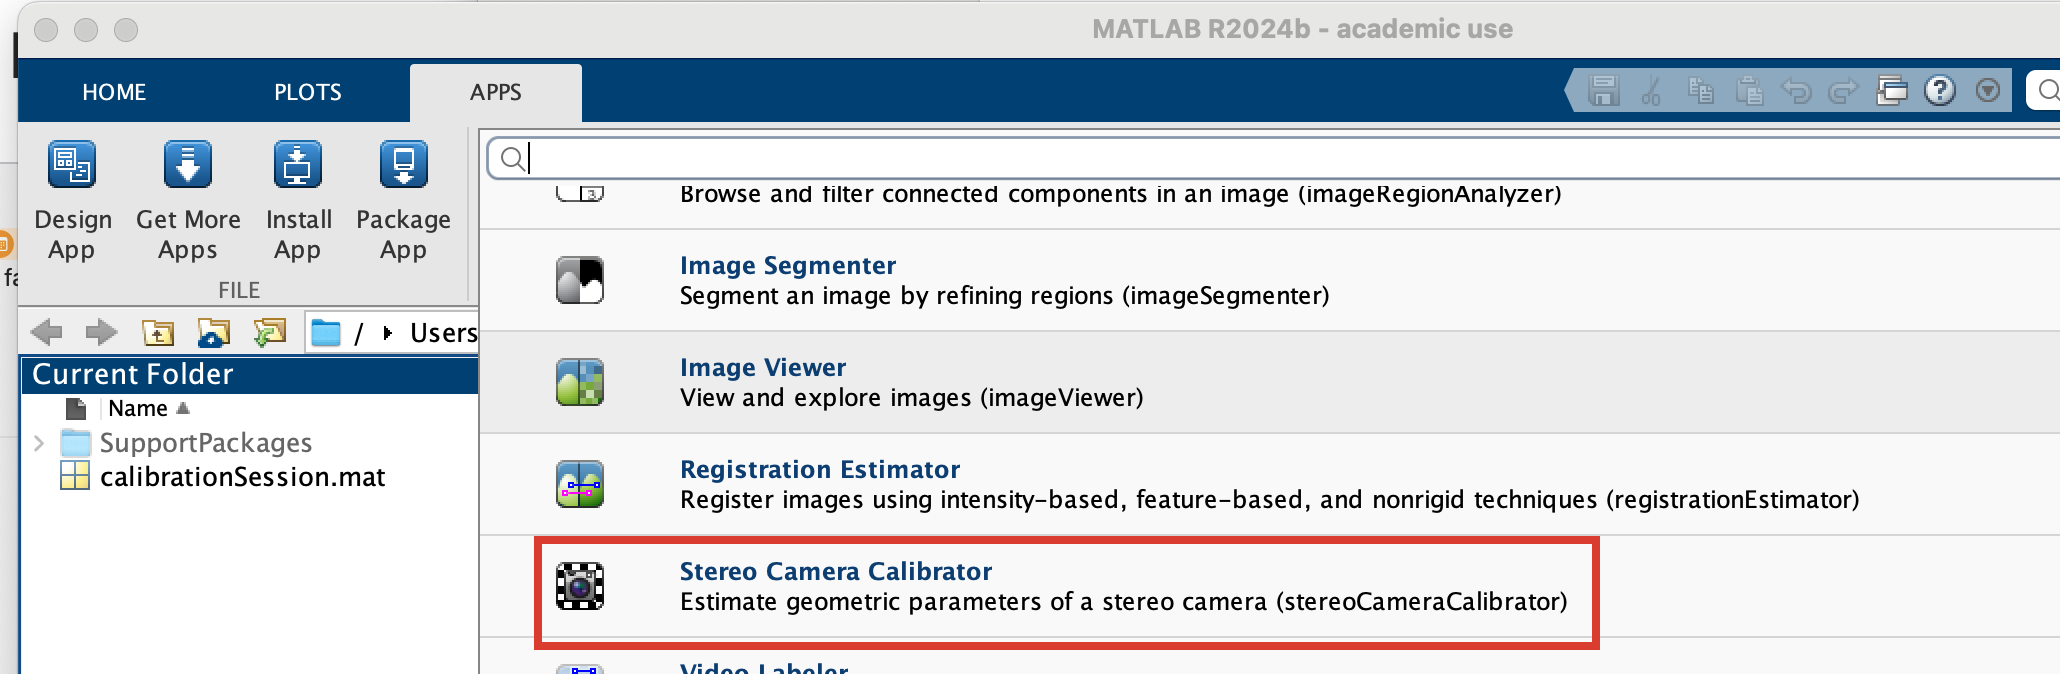 MATLAB R2024b - academic use
HOME
PLOTS
APPS
Design App
Get More Apps
Install App
Package App
FILE
/ Users
Current Folder
Name
SupportPackages
calibrationSession.mat
Browse and filter connected components in an image (imageRegionAnalyzer)
Image Segmenter
Segment an image by refining regions (imageSegmenter)
Image Viewer
View and explore images (imageViewer)
Registration Estimator
Register images using intensity-based, feature-based, and nonrigid techniques (registrationEstimator)
Stereo Camera Calibrator
Estimate geometric parameters of a stereo camera (stereoCameraCalibrator)
Video Labeler